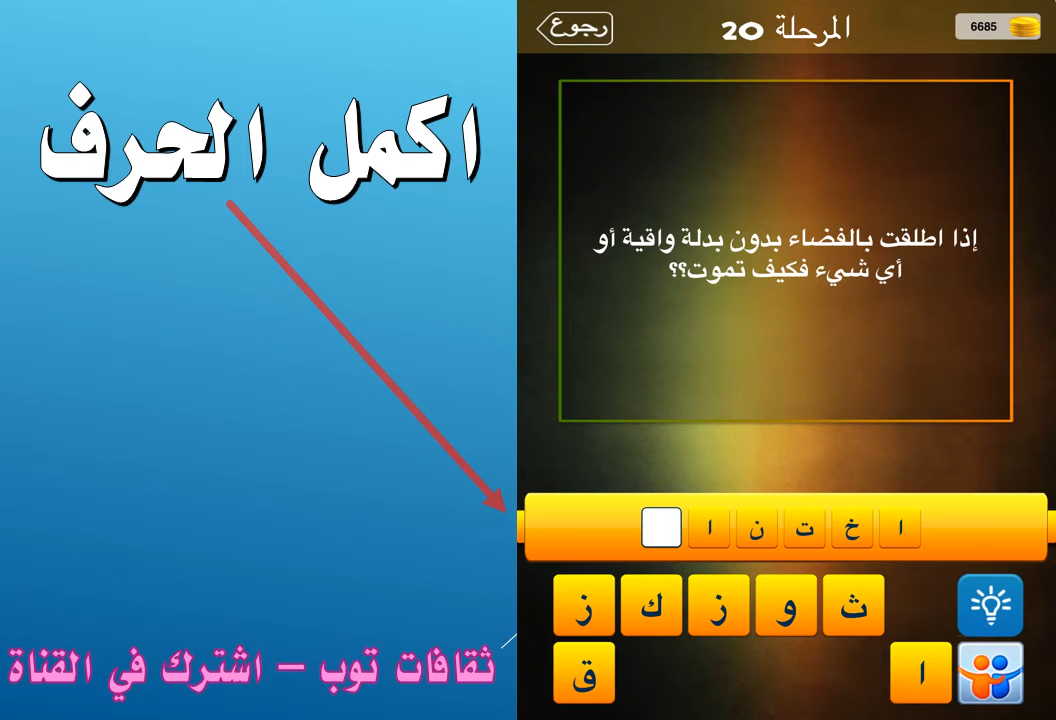 اكمل الحرف
ثقافات توب – اشترك في القناة
رجوع
المرحلة 20
6685
إذا اطلقت بالفضاء بدون بدلة واقية أو
أي شيء فكيف تموت؟؟
ا خ ت ن ا
ث و ز ك ز
ا ق